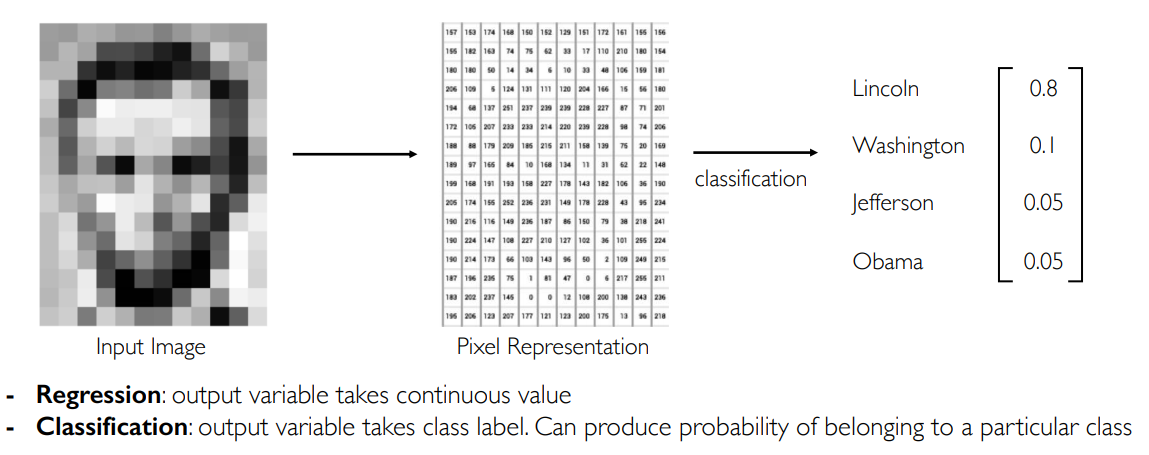 157 153 174 168 150 152 129 151 172 161 155 156
155 182 163 74 75 62 33 17 110 210 180 154
180 180 50 14 34 6 10 33 48 106 159 181
206 109 5 124 131 111 120 204 166 15 56 180
194 68 137 251 237 239 239 228 227 87 71 201
172 105 207 233 233 214 220 239 228 98 74 206
188 88 179 209 185 215 211 158 139 75 20 169
189 97 165 84 10 168 134 11 31 62 22 148
199 168 191 193 158 227 178 143 182 106 36 190
205 174 155 252 236 231 149 178 228 43 95 234
190 216 116 149 236 187 86 150 79 38 218 241
190 224 147 108 227 210 127 102 36 101 255 224
190 214 173 66 103 143 96 50 2 109 249 215
187 196 235 75 1 81 47 0 6 217 255 211
183 202 237 145 0 0 12 108 200 138 243 236
195 206 123 207 177 121 123 200 175 13 96 218
Input Image
Pixel Representation
classification
Lincoln 0.8
Washington 0.1
Jefferson 0.05
Obama 0.05
- Regression: output variable takes continuous value
- Classification: output variable takes class label. Can produce probability of belonging to a particular class